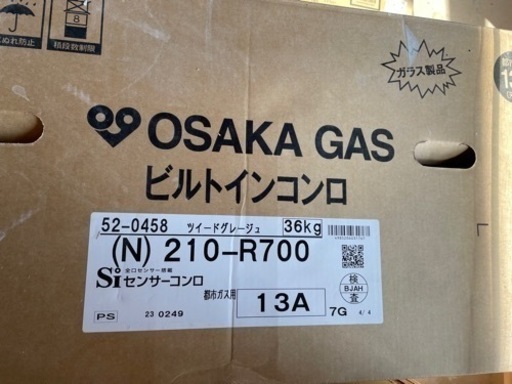 水ぬれ防止
8
積段数制限
ガラス製品
OSAKA GAS
ビルトインコンロ
52-0458 ツイードグレージュ 36kg
(N) 210-R700
Si 全口センサー搭載 センサーコンロ
都市ガス用 13A
検
BJAH
査
PS 23 0249
7G 4/4